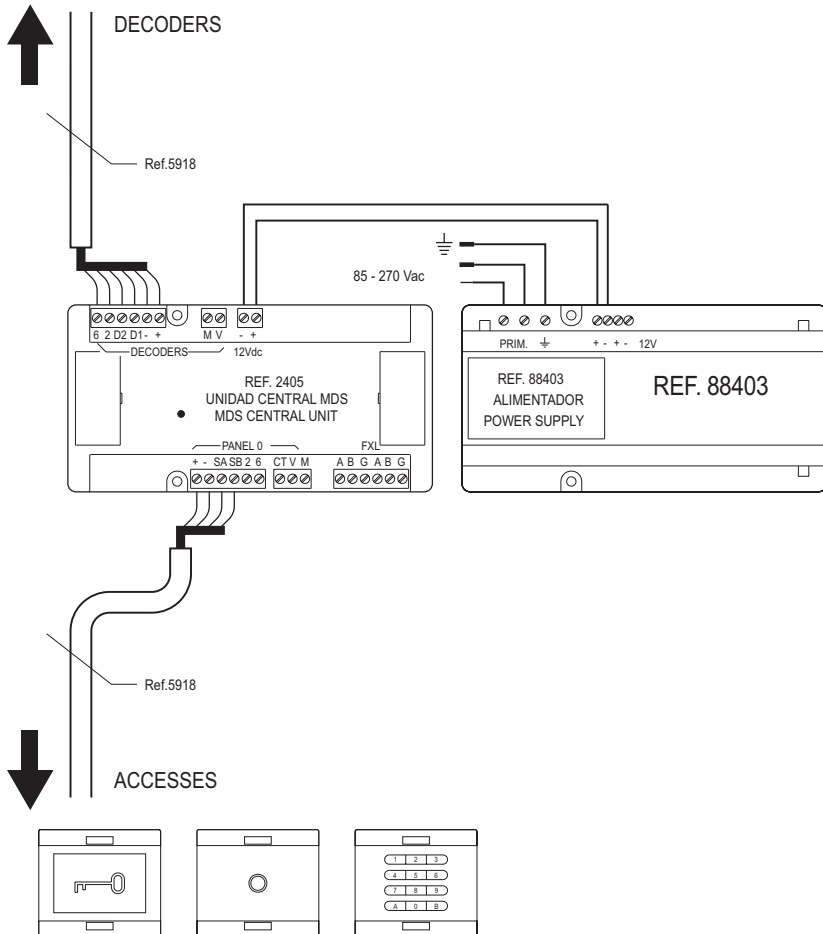 DECODERS
Ref.5918
85 - 270 Vac
6 2 D2 D1 - + M V - +
DECODERS 12Vdc
REF. 2405
UNIDAD CENTRAL MDS
MDS CENTRAL UNIT
PANEL 0 FXL
+ - SA SB 2 6 CT V M A B G A B G
PRIM. + - + - 12V
REF. 88403
ALIMENTADOR
POWER SUPPLY
REF. 88403
Ref.5918
ACCESSES
1 2 3
4 5 6
7 8 9
A 0 B